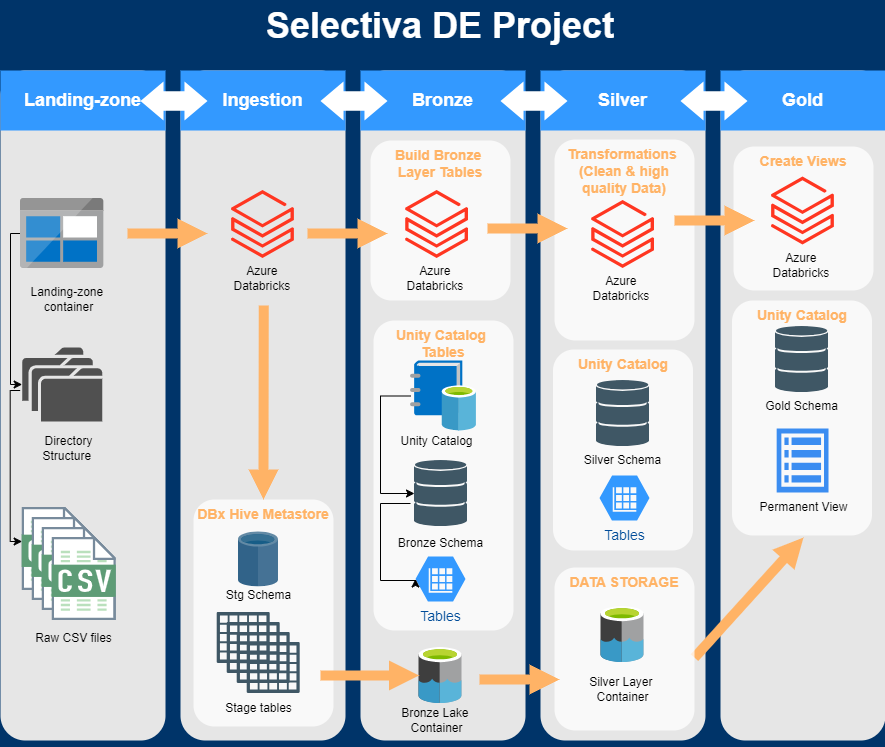 Selectiva DE Project
Landing-zone
Ingestion
Bronze
Silver
Gold
Landing-zone
container
Directory
Structure
CSV
Raw CSV files
Azure
Databricks
DBx Hive Metastore
Stg Schema
Stage tables
Build Bronze
Layer Tables
Azure
Databricks
Unity Catalog
Tables
Unity Catalog
Bronze Schema
Tables
Bronze Lake
Container
Transformations
(Clean & high
quality Data)
Azure
Databricks
Unity Catalog
Silver Schema
Tables
DATA STORAGE
Silver Layer
Container
Create Views
Azure
Databricks
Unity Catalog
Gold Schema
Permanent View